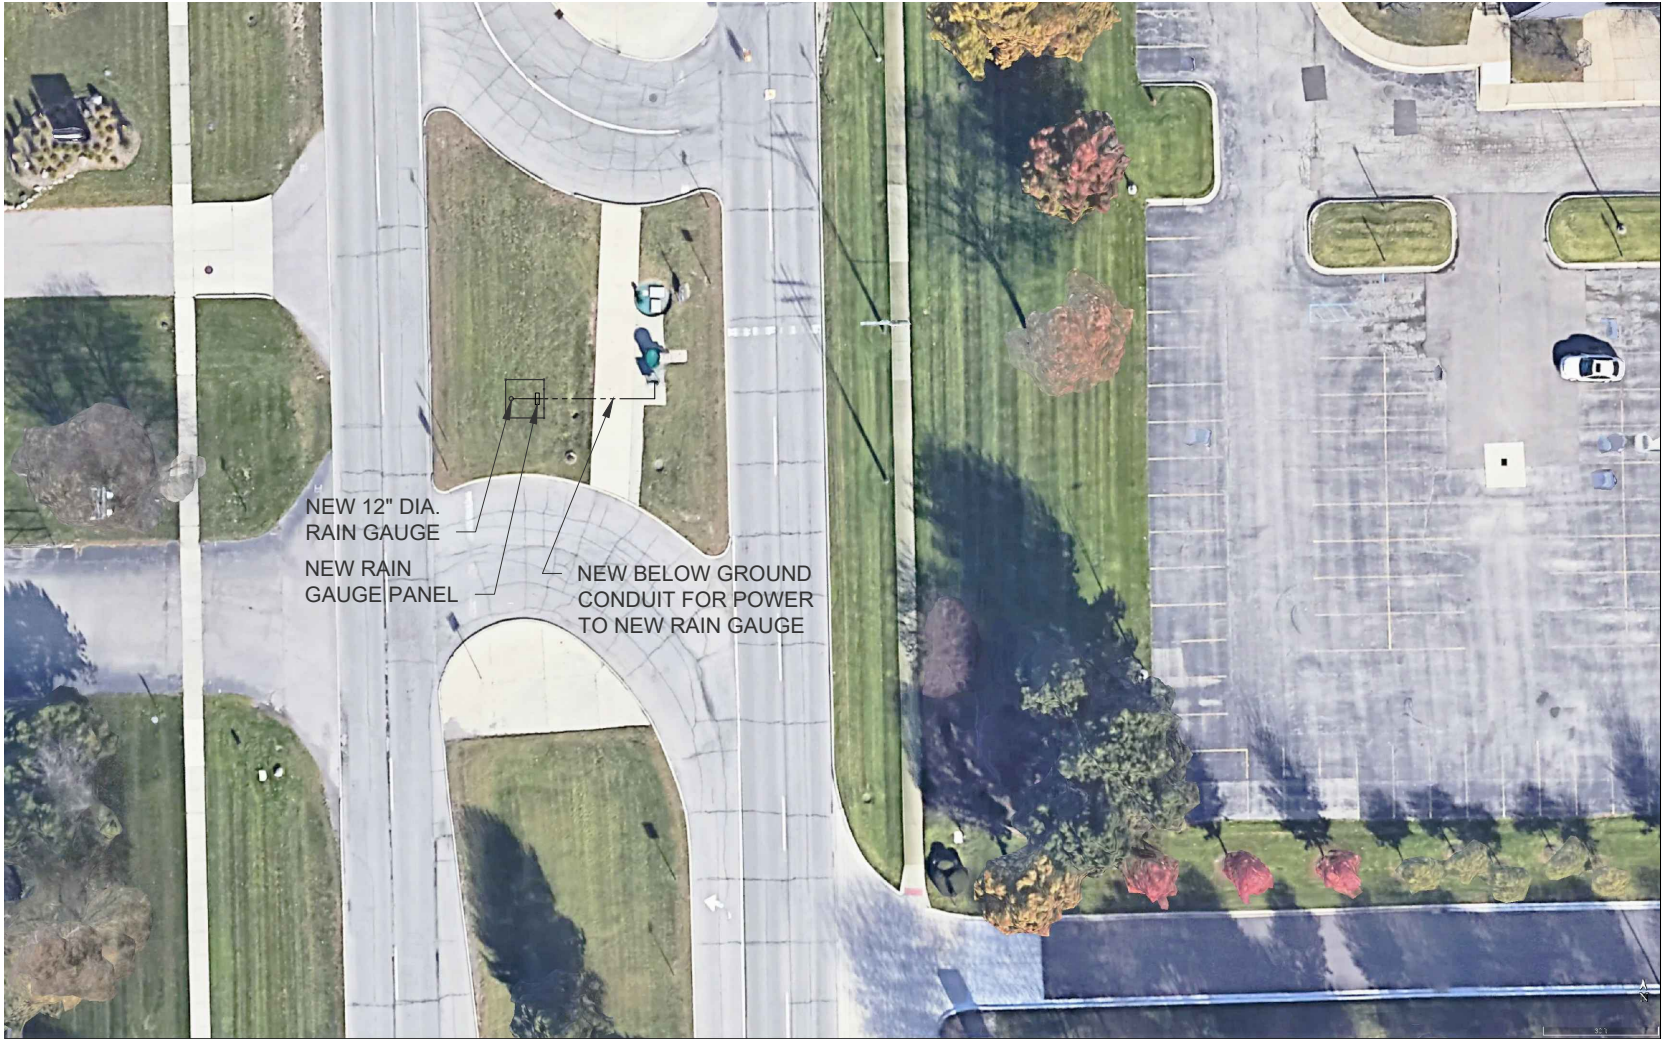 NEW 12" DIA.
RAIN GAUGE
NEW RAIN
GAUGE PANEL
NEW BELOW GROUND
CONDUIT FOR POWER
TO NEW RAIN GAUGE